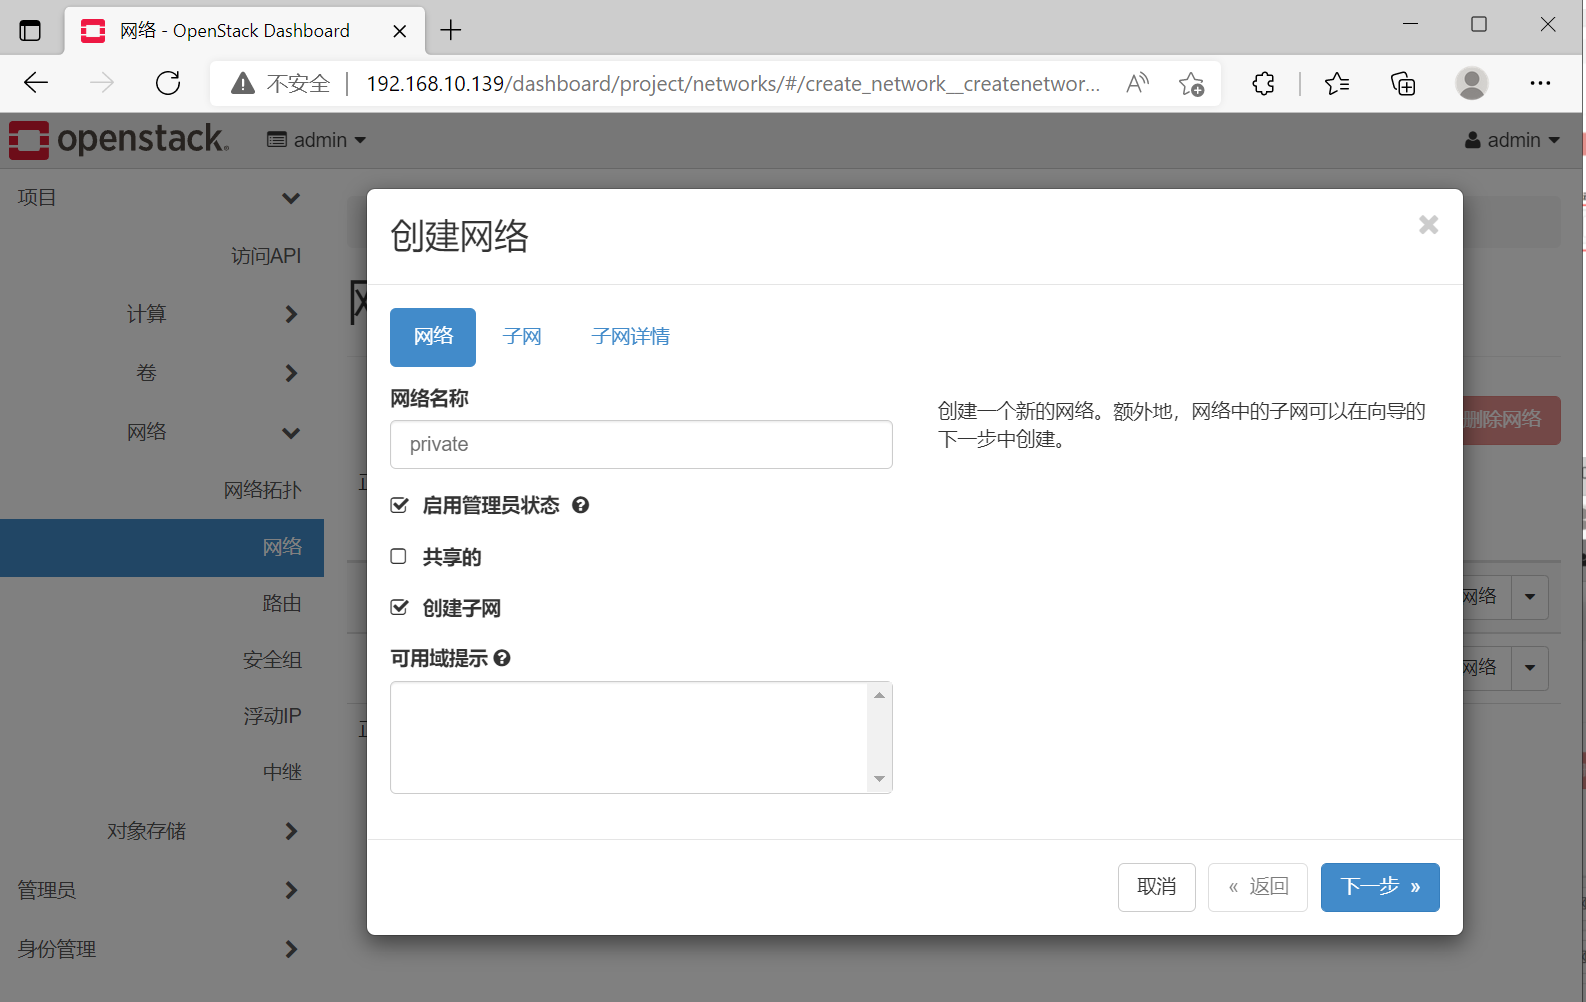 网络 - OpenStack Dashboard
不安全 | 192.168.10.139/dashboard/project/networks/#/create_network__createnetwor...
openstack.
admin
admin
项目
访问API
计算
卷
网络
网络拓扑
网络
路由
安全组
浮动IP
中继
对象存储
管理员
身份管理
创建网络
网络 子网 子网详情
网络名称
private
启用管理员状态
共享的
创建子网
可用域提示
创建一个新的网络。额外地，网络中的子网可以在向导的
下一步中创建。
取消 « 返回 下一步 »
删除网络
网络
网络